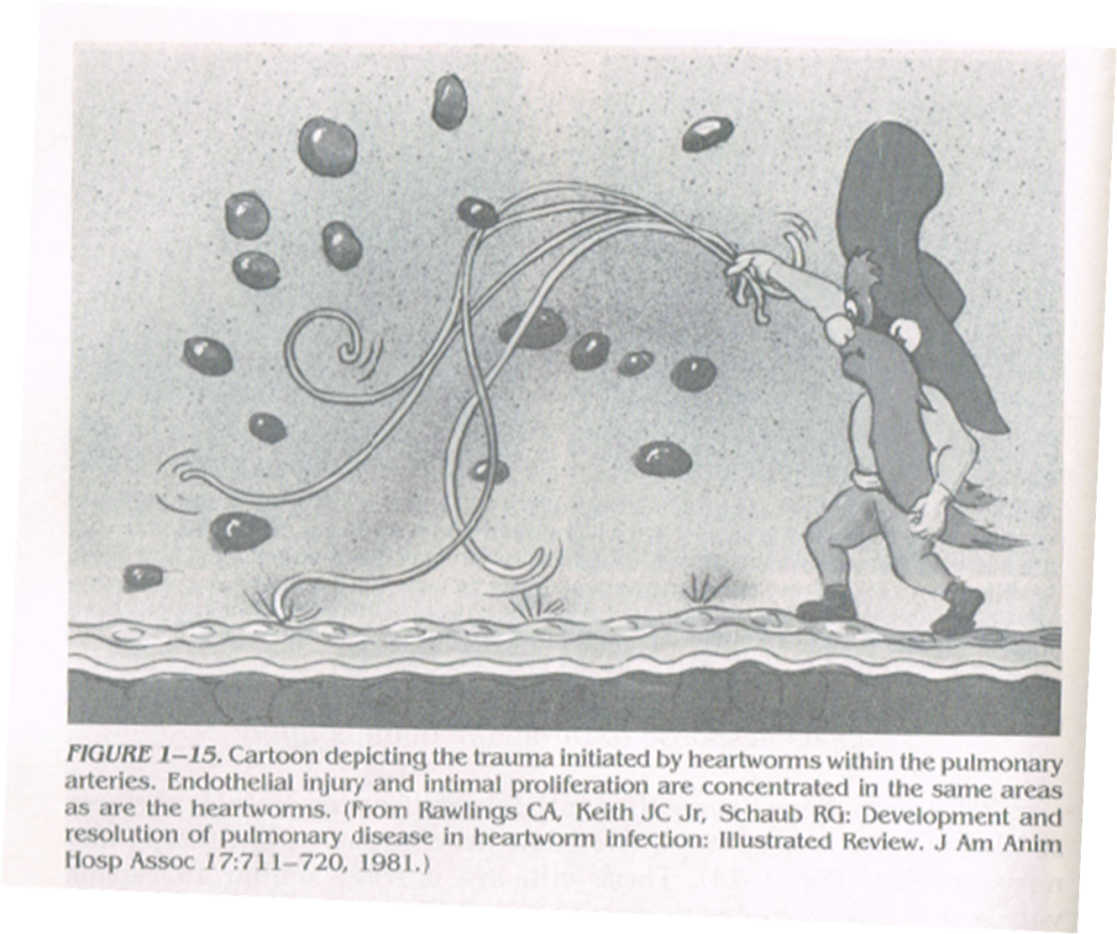 FIGURE 1–15. Cartoon depicting the trauma initiated by heartworms within the pulmonary
arteries. Endothelial injury and intimal proliferation are concentrated in the same areas
as are the heartworms. (From Rawlings CA, Keith JC Jr, Schaub RG: Development and
resolution of pulmonary disease in heartworm infection: Illustrated Review. J Am Anim
Hosp Assoc 17:711–720, 1981.)